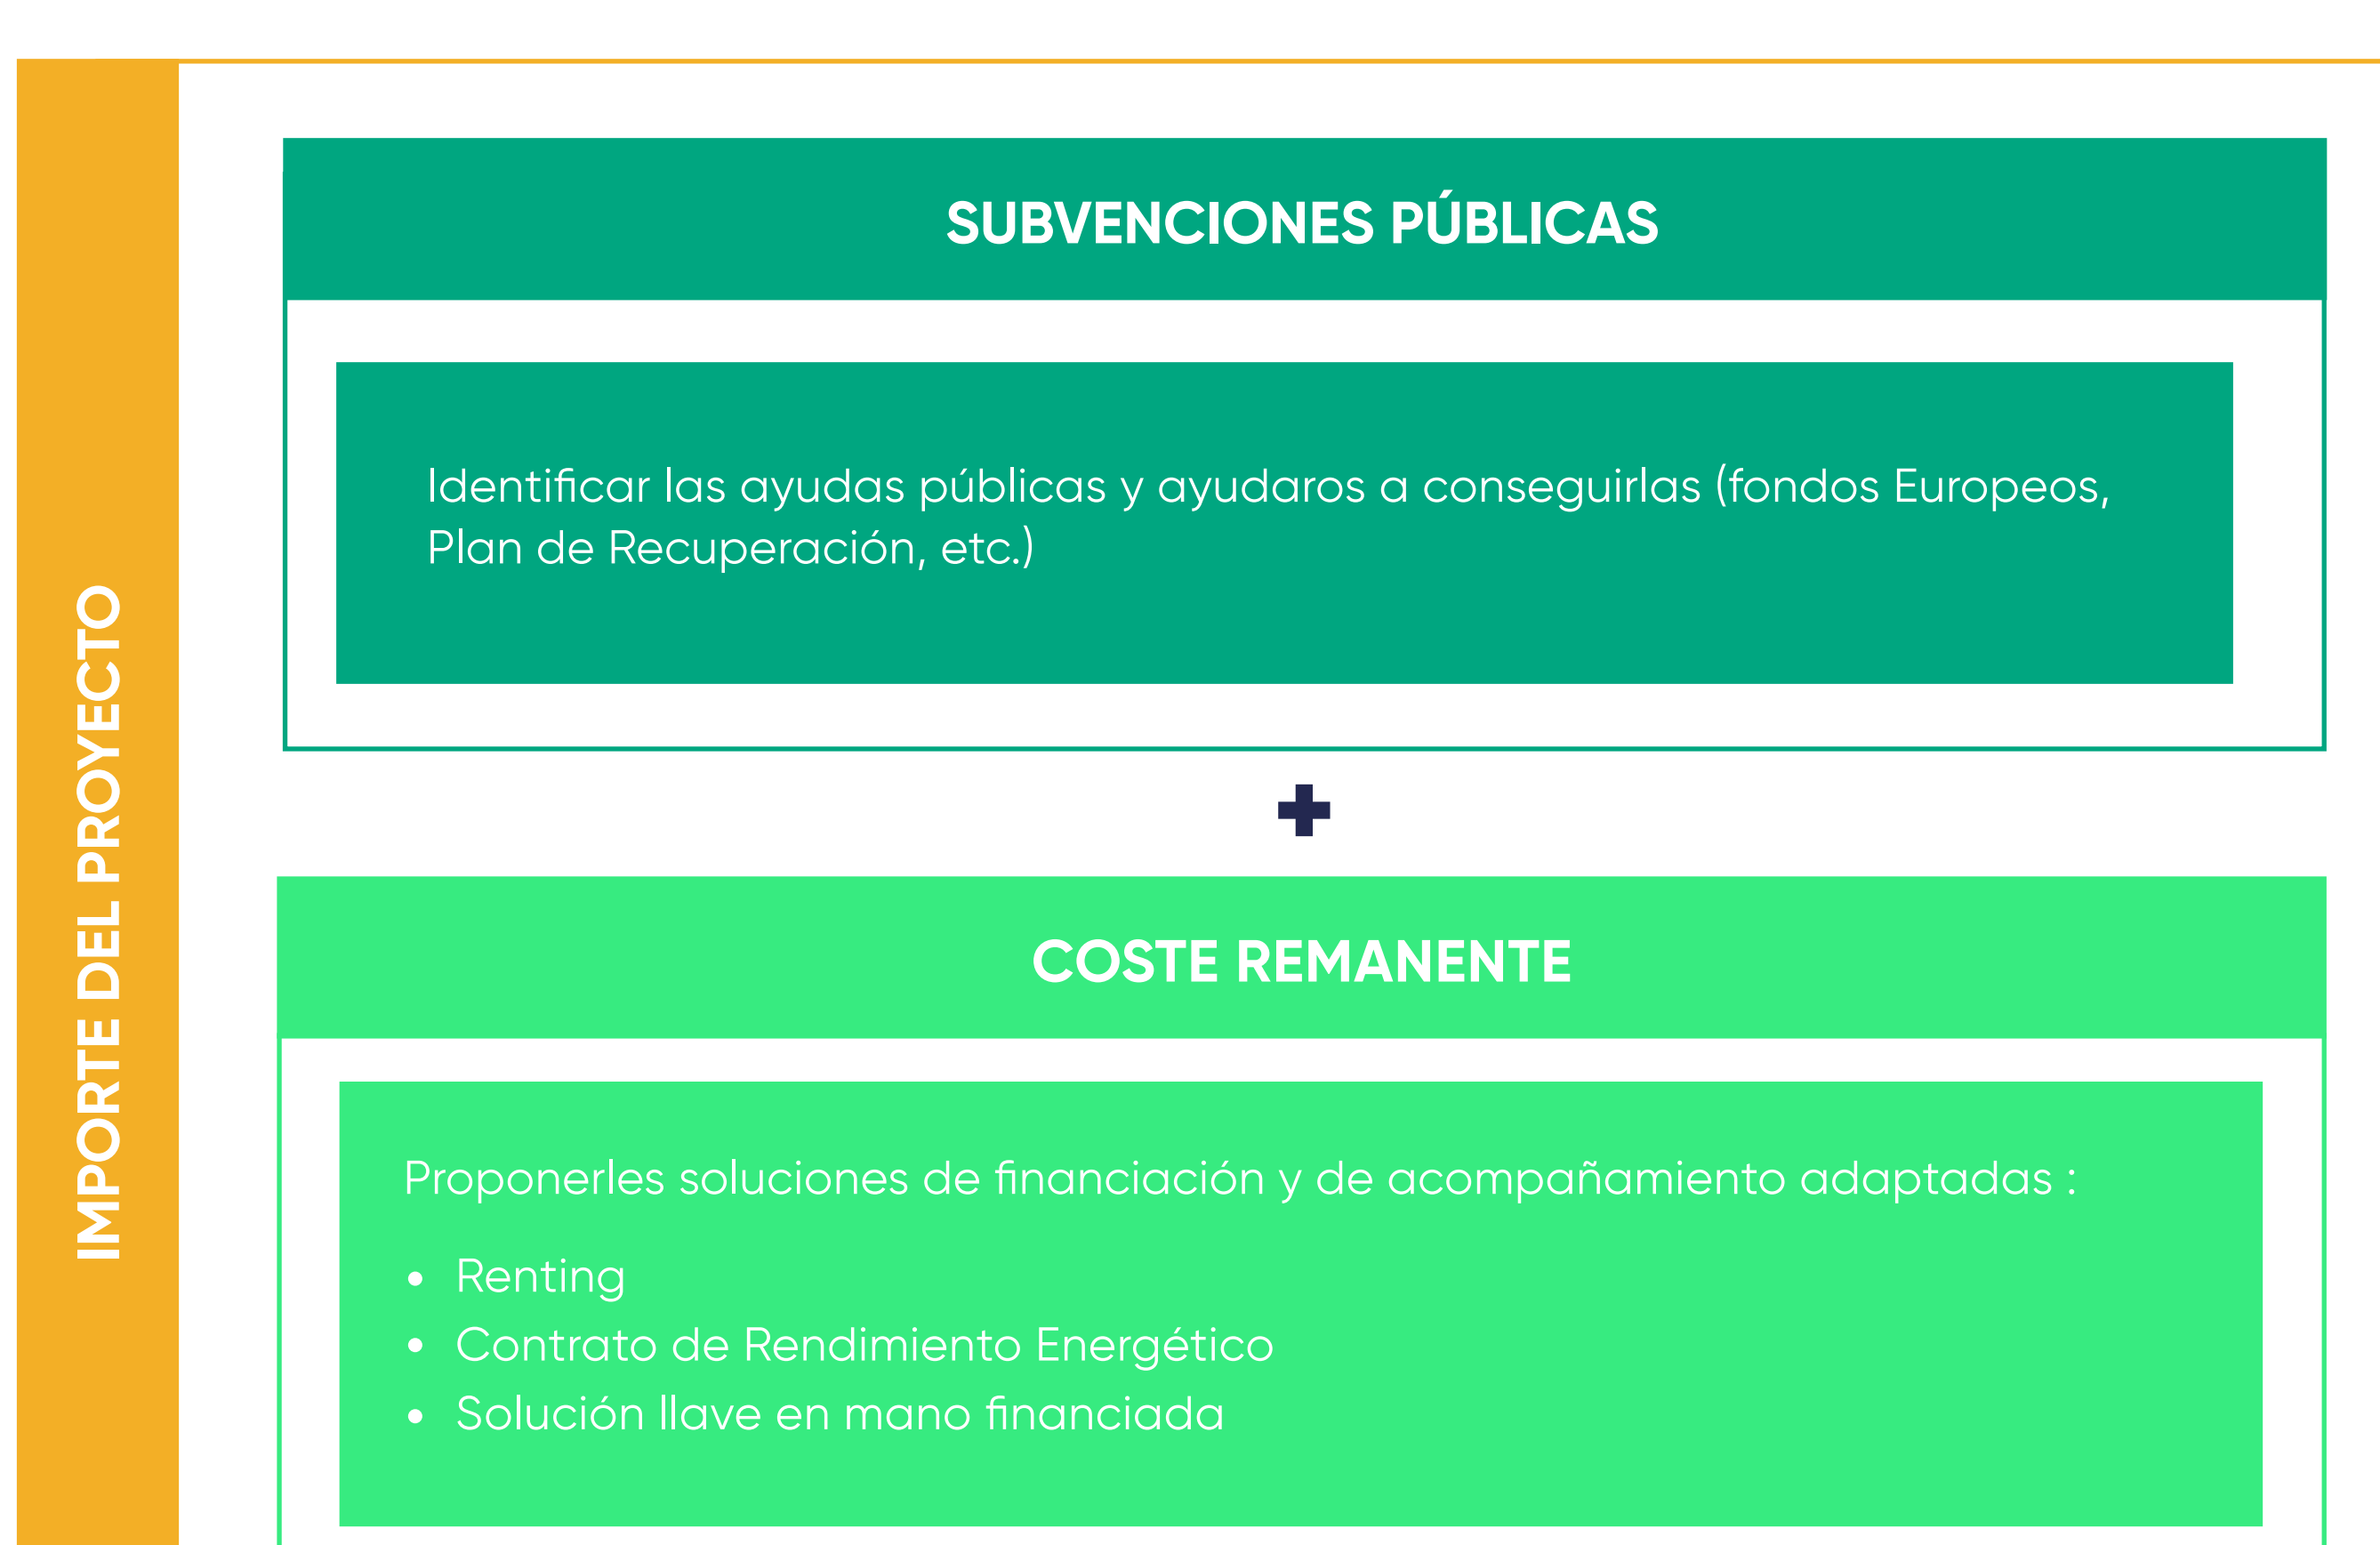 IMPORTE DEL PROYECTO
SUBVENCIONES PÚBLICAS
Identificar las ayudas públicas y ayudaros a conseguirlas (fondos Europeos,
Plan de Recuperación, etc.)
COSTE REMANENTE
Proponerles soluciones de financiación y de acompañamiento adaptadas :
• Renting
• Contrato de Rendimiento Energético
• Solución llave en mano financiada